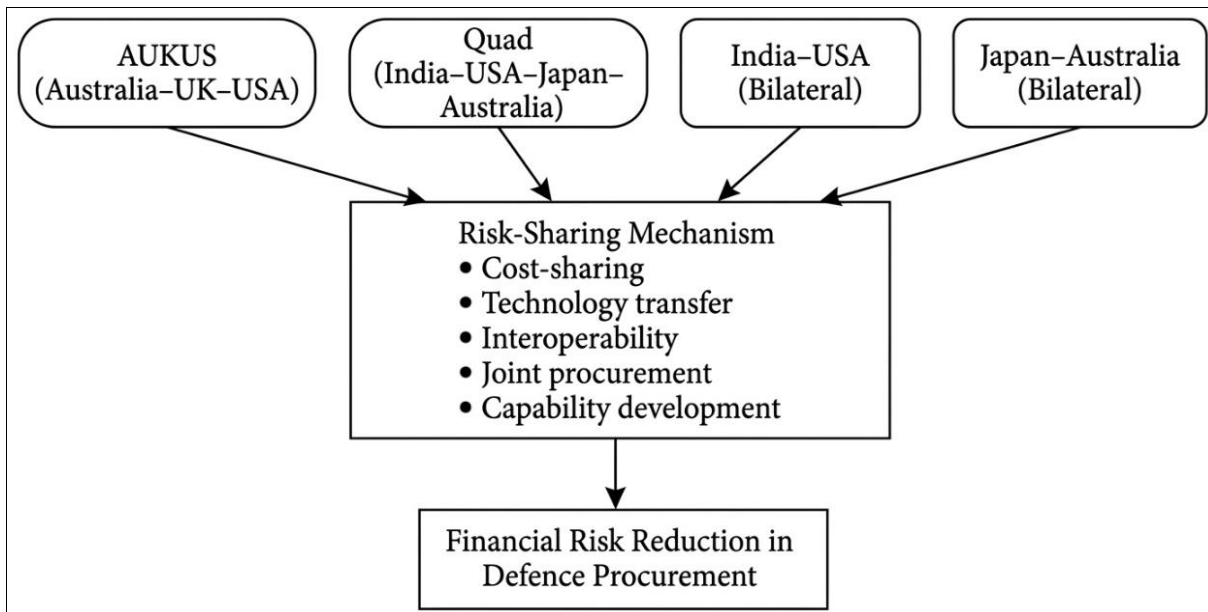 AUKUS
(Australia–UK–USA)
Quad
(India–USA–Japan–
Australia)
India–USA
(Bilateral)
Japan–Australia
(Bilateral)
Risk-Sharing Mechanism
• Cost-sharing
• Technology transfer
• Interoperability
• Joint procurement
• Capability development
Financial Risk Reduction in
Defence Procurement